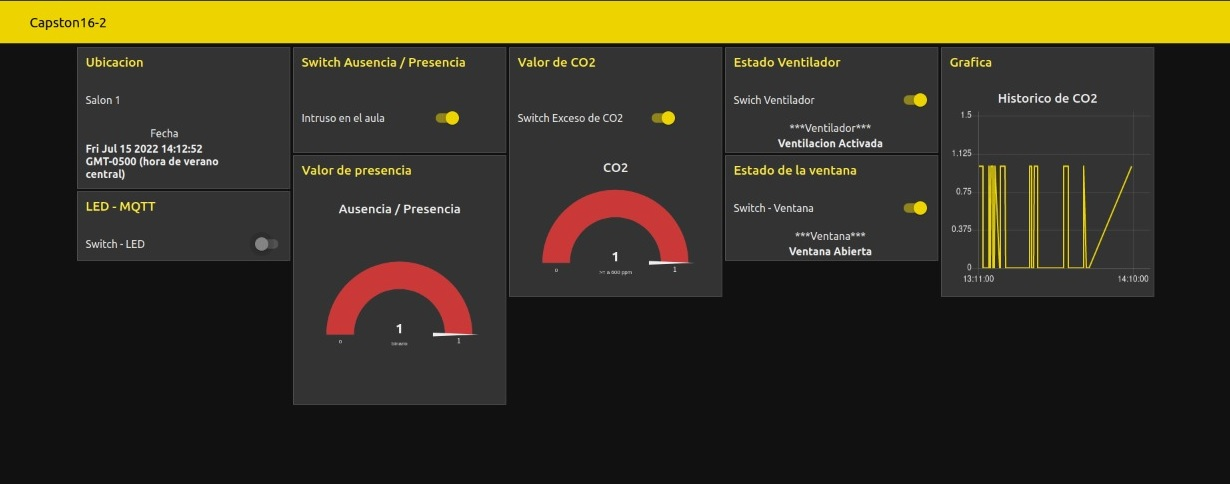 Capston16-2
Ubicacion
Salon 1
Fecha
Fri Jul 15 2022 14:12:52
GMT-0500 (hora de verano
central)
LED - MQTT
Switch - LED
Switch Ausencia / Presencia
Intruso en el aula
Valor de presencia
Ausencia / Presencia
1
0
1
Valor de CO2
Switch Exceso de CO2
CO2
1
0
>= a 800 ppm
1
Estado Ventilador
Swich Ventilador
***Ventilador***
Ventilacion Activada
Estado de la ventana
Switch - Ventana
***Ventana***
Ventana Abierta
Grafica
Historico de CO2
1.5
1.125
0.75
0.375
0
13:11:00
14:10:00